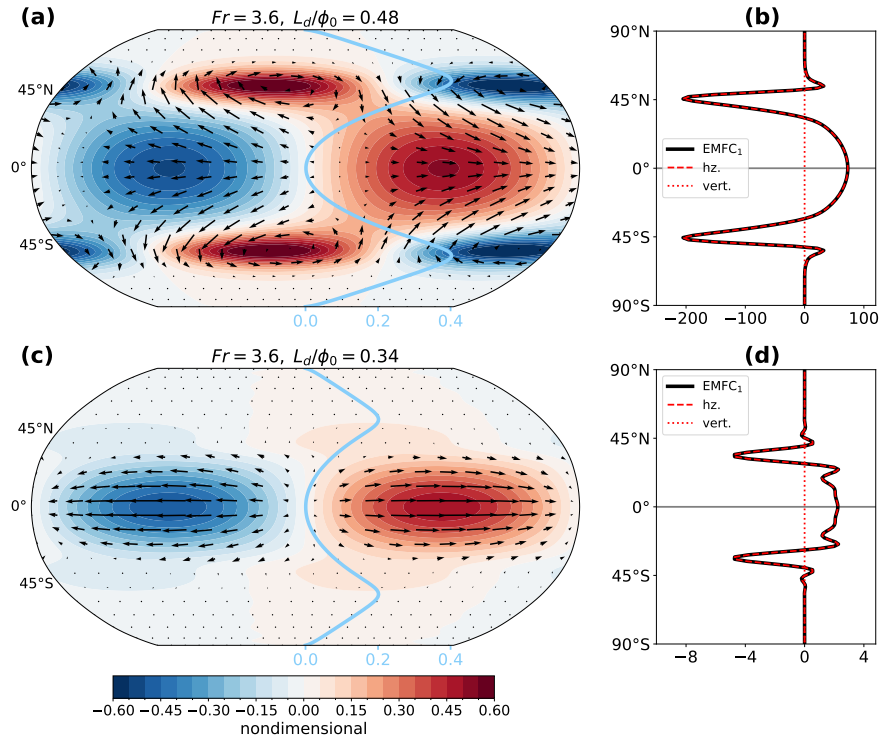 (a)
Fr = 3.6, L_d/ϕ_0 = 0.48
45°N
0°
45°S
0.0 0.2 0.4
(b)
90°N
45°N
0°
45°S
90°S
EMFC_1
hz.
vert.
−200 −100 0 100
(c)
Fr = 3.6, L_d/ϕ_0 = 0.34
45°N
0°
45°S
0.0 0.2 0.4
(d)
90°N
45°N
0°
45°S
90°S
EMFC_1
hz.
vert.
−8 −4 0 4
−0.60 −0.45 −0.30 −0.15 0.00 0.15 0.30 0.45 0.60
nondimensional